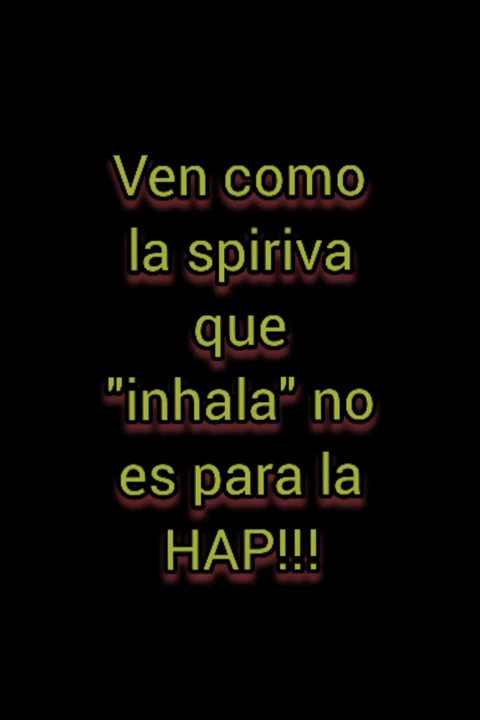 Ven como
la spiriva
que
"inhala" no
es para la
HAP!!!